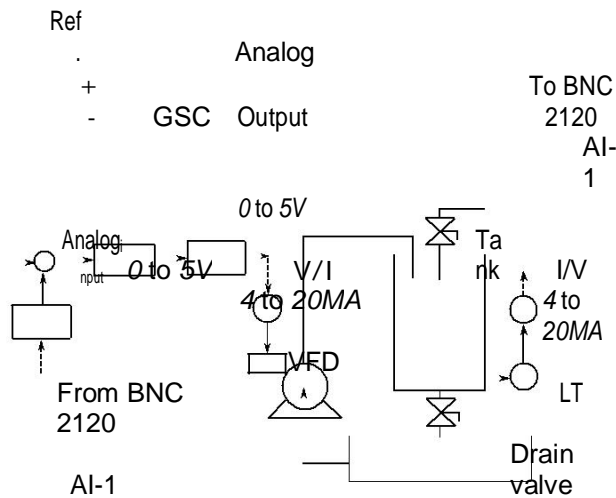 Ref
.
Analog
+
To BNC
-
GSC
Output
2120
AI-
1
0 to 5V
Analog
i
nput
0 to 5V
V/I
Ta
nk
I/V
4 to 20MA
4 to
20MA
VFD
LT
From BNC
2120
Drain
valve
AI-1